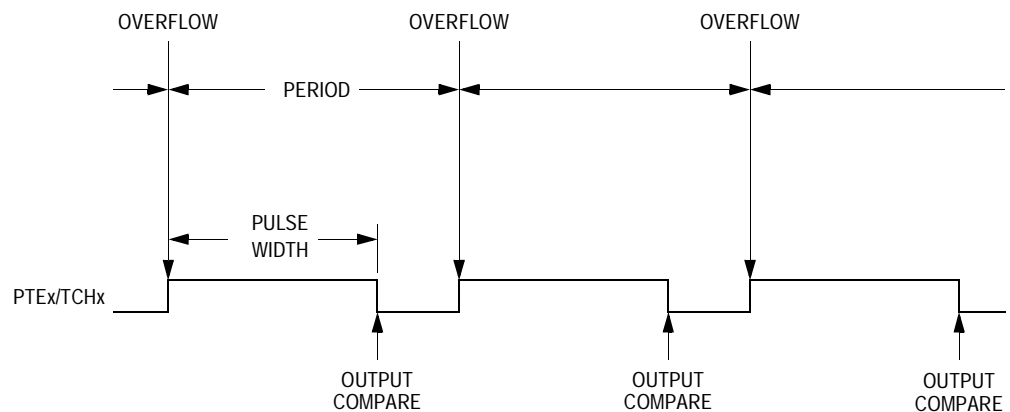 OVERFLOW OVERFLOW OVERFLOW
PERIOD
PULSE
WIDTH
PTEx/TCHx
OUTPUT
COMPARE
OUTPUT
COMPARE
OUTPUT
COMPARE